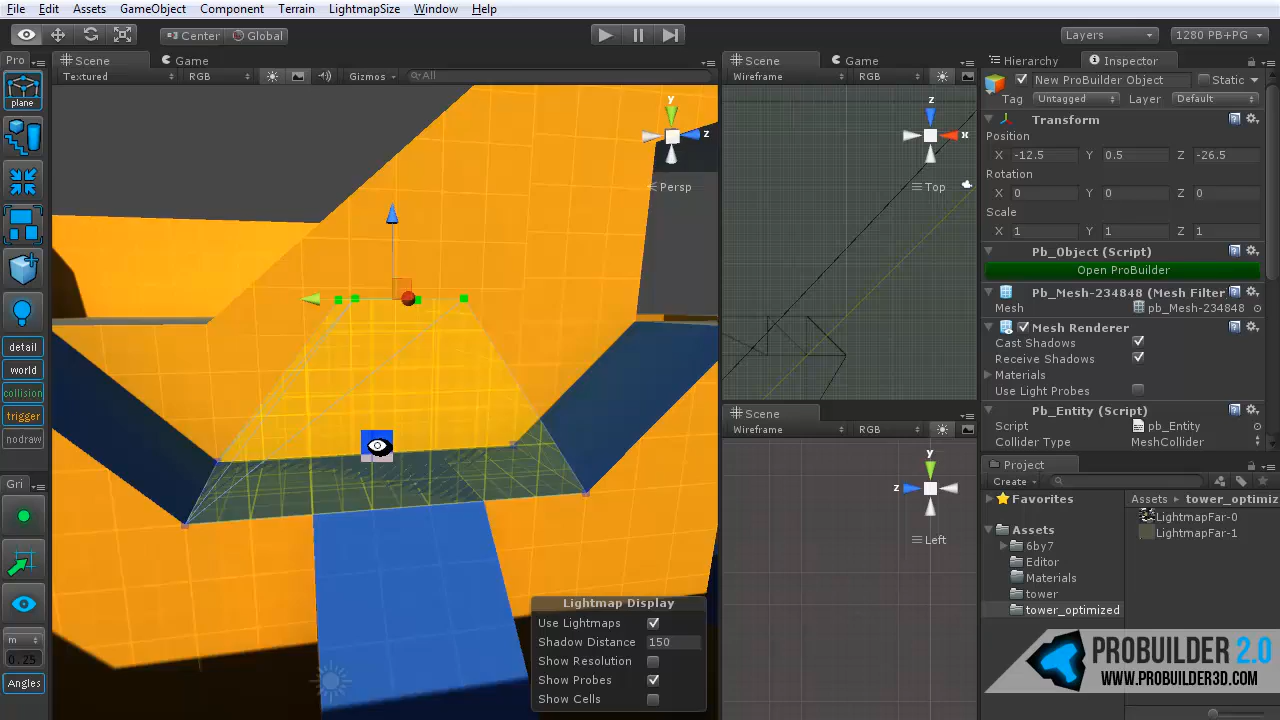 File Edit Assets GameObject Component Terrain LightmapSize Window Help
Center Global Layers 1280 PB+PG
Pro Scene Game Scene Game Hierarchy Inspector
Textured RGB Gizmos All Wireframe RGB
New ProBuilder Object Static
Tag Untagged Layer Default
plane
Transform
Position
X -12.5 Y 0.5 Z -26.5
Rotation
X 0 Y 0 Z 0
Scale
X 1 Y 1 Z 1
y z Persp
z x Top
Pb_Object (Script)
Open ProBuilder
Pb_Mesh-234848 (Mesh Filter
Mesh pb_Mesh-234848
Mesh Renderer
Cast Shadows
Receive Shadows
Materials
Use Light Probes
detail
world
collision
trigger
nodraw
Pb_Entity (Script)
Script pb_Entity
Collider Type MeshCollider
Scene
Wireframe RGB
y z Left
Project
Create
Favorites
Assets
6by7
Editor
Materials
tower
tower_optimized
Assets tower_optimiz
LightmapFar-0
LightmapFar-1
Gri
m
0.25
Angles
Lightmap Display
Use Lightmaps
Shadow Distance 150
Show Resolution
Show Probes
Show Cells
PROBUILDER 2.0
WWW.PROBUILDER3D.COM